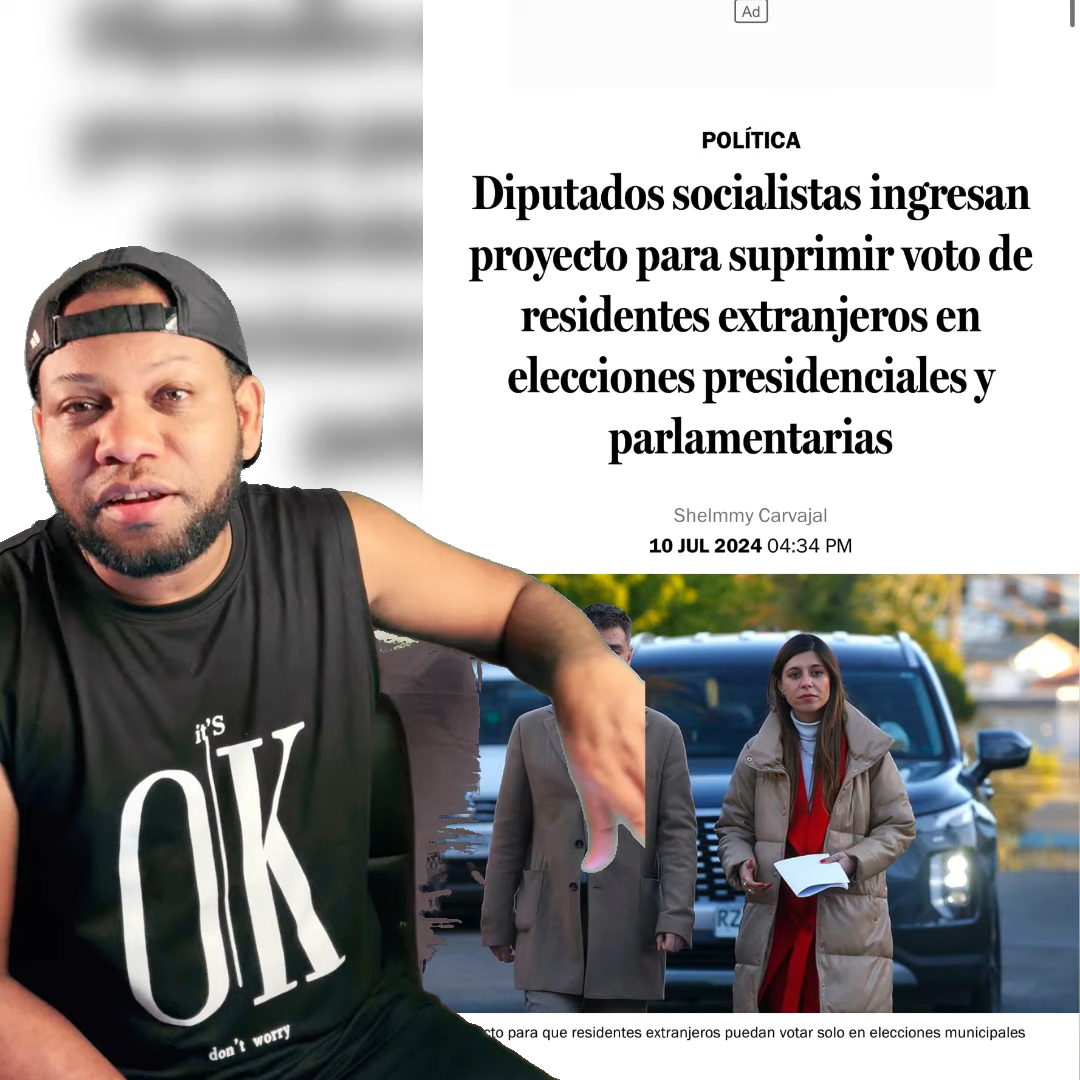 Ad
POLÍTICA
Diputados socialistas ingresan
proyecto para suprimir voto de
residentes extranjeros en
elecciones presidenciales y
parlamentarias
Shelmmy Carvajal
10 JUL 2024 04:34 PM
RZ
para que residentes extranjeros puedan votar solo en elecciones municipales
it's
OK
don't worry